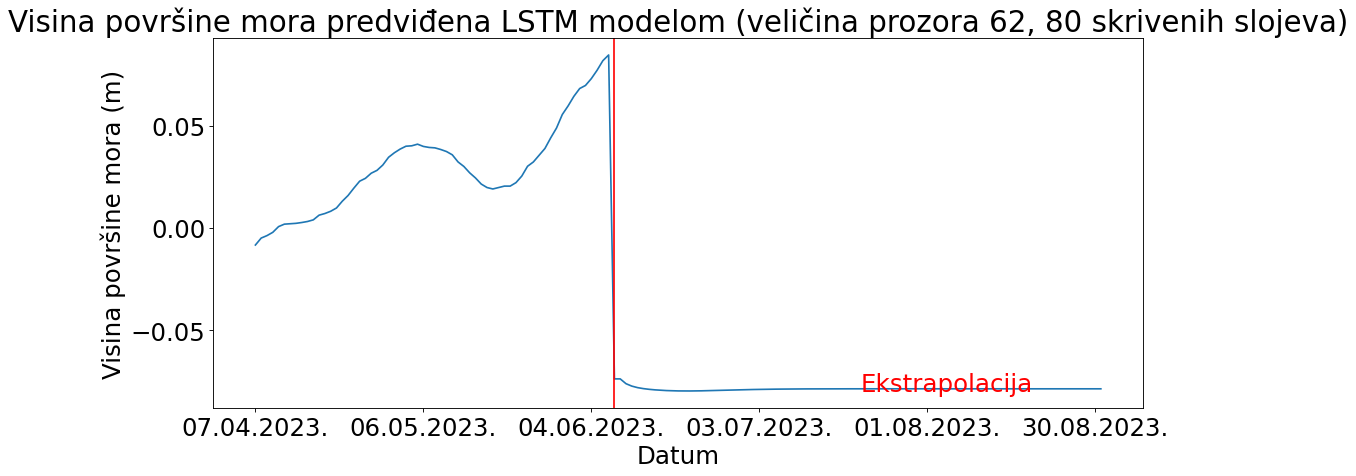 Visina površine mora predviđena LSTM modelom (veličina prozora 62, 80 skrivenih slojeva)
Visina površine mora (m)
0.05
0.00
−0.05
Ekstrapolacija
07.04.2023. 06.05.2023. 04.06.2023. 03.07.2023. 01.08.2023. 30.08.2023.
Datum